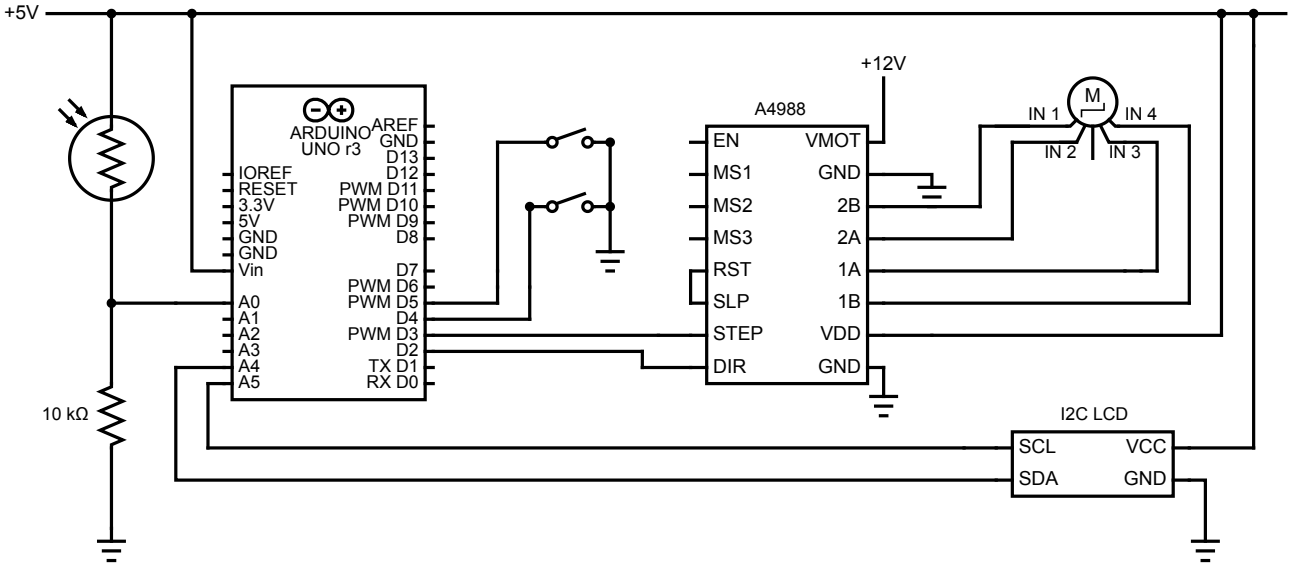 +5V
+12V
A4988
M
IN 1
IN 4
IN 2
IN 3
ARDUINO
UNO r3
AREF
GND
D13
D12
PWM D11
PWM D10
PWM D9
D8
D7
PWM D6
PWM D5
D4
PWM D3
D2
TX D1
RX D0
IOREF
RESET
3.3V
5V
GND
GND
Vin
A0
A1
A2
A3
A4
A5
EN
MS1
MS2
MS3
RST
SLP
STEP
DIR
VMOT
GND
2B
2A
1A
1B
VDD
GND
10 kΩ
I2C LCD
SCL
VCC
SDA
GND